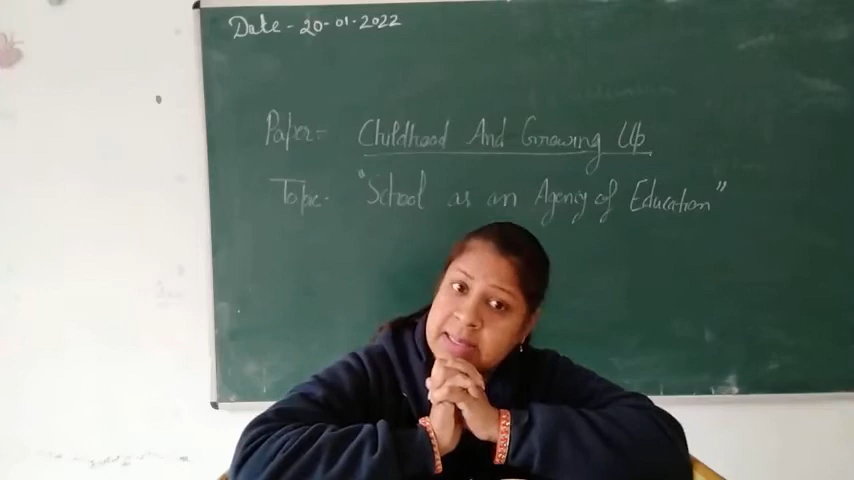 Date - 20-01-2022
Paper = Childhood And Growing Up
Topic. "School as an Agency of Education"